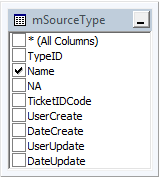 mSourceType
* (All Columns)
TypeID
Name
NA
TicketIDCode
UserCreate
DateCreate
UserUpdate
DateUpdate